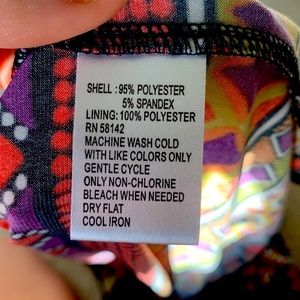 SHELL : 95% POLYESTER
5% SPANDEX
LINING: 100% POLYESTER
RN 58142
MACHINE WASH COLD
WITH LIKE COLORS ONLY
GENTLE CYCLE
ONLY NON-CHLORINE
BLEACH WHEN NEEDED
DRY FLAT
COOL IRON